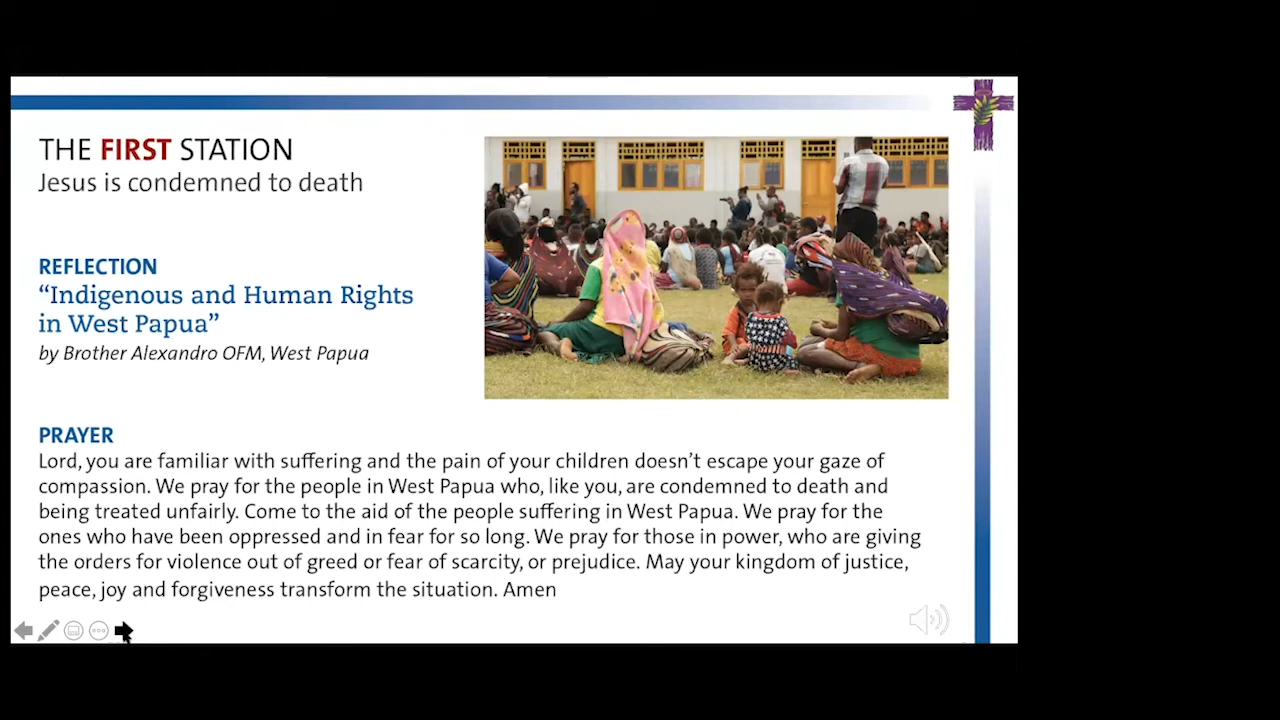 THE FIRST STATION
Jesus is condemned to death
REFLECTION
“Indigenous and Human Rights
in West Papua”
by Brother Alexandro OFM, West Papua
PRAYER
Lord, you are familiar with suffering and the pain of your children doesn’t escape your gaze of
compassion. We pray for the people in West Papua who, like you, are condemned to death and
being treated unfairly. Come to the aid of the people suffering in West Papua. We pray for the
ones who have been oppressed and in fear for so long. We pray for those in power, who are giving
the orders for violence out of greed or fear of scarcity, or prejudice. May your kingdom of justice,
peace, joy and forgiveness transform the situation. Amen